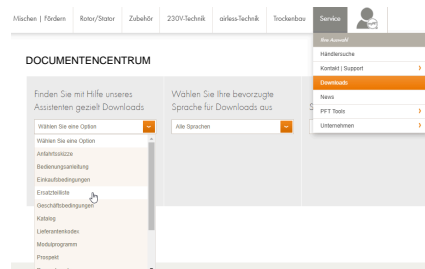 Mischen | Fördern Rotor/Stator Zubehör 230V-Technik airless-Technik Trockenbau Service
Ihre Auswahl
Händlersuche
Kontakt | Support
Downloads
News
PFT Tools
Unternehmen
DOCUMENTENCENTRUM
Finden Sie mit Hilfe unseres
Assistenten gezielt Downloads
Wählen Sie eine Option
Wählen Sie eine Option
Anfahrtsskizze
Bedienungsanleitung
Einkaufsbedingungen
Ersatzteilliste
Geschäftsbedingungen
Katalog
Lieferantenkodex
Modulprogramm
Prospekt
Wählen Sie Ihre bevorzugte
Sprache für Downloads aus
Alle Sprachen
S